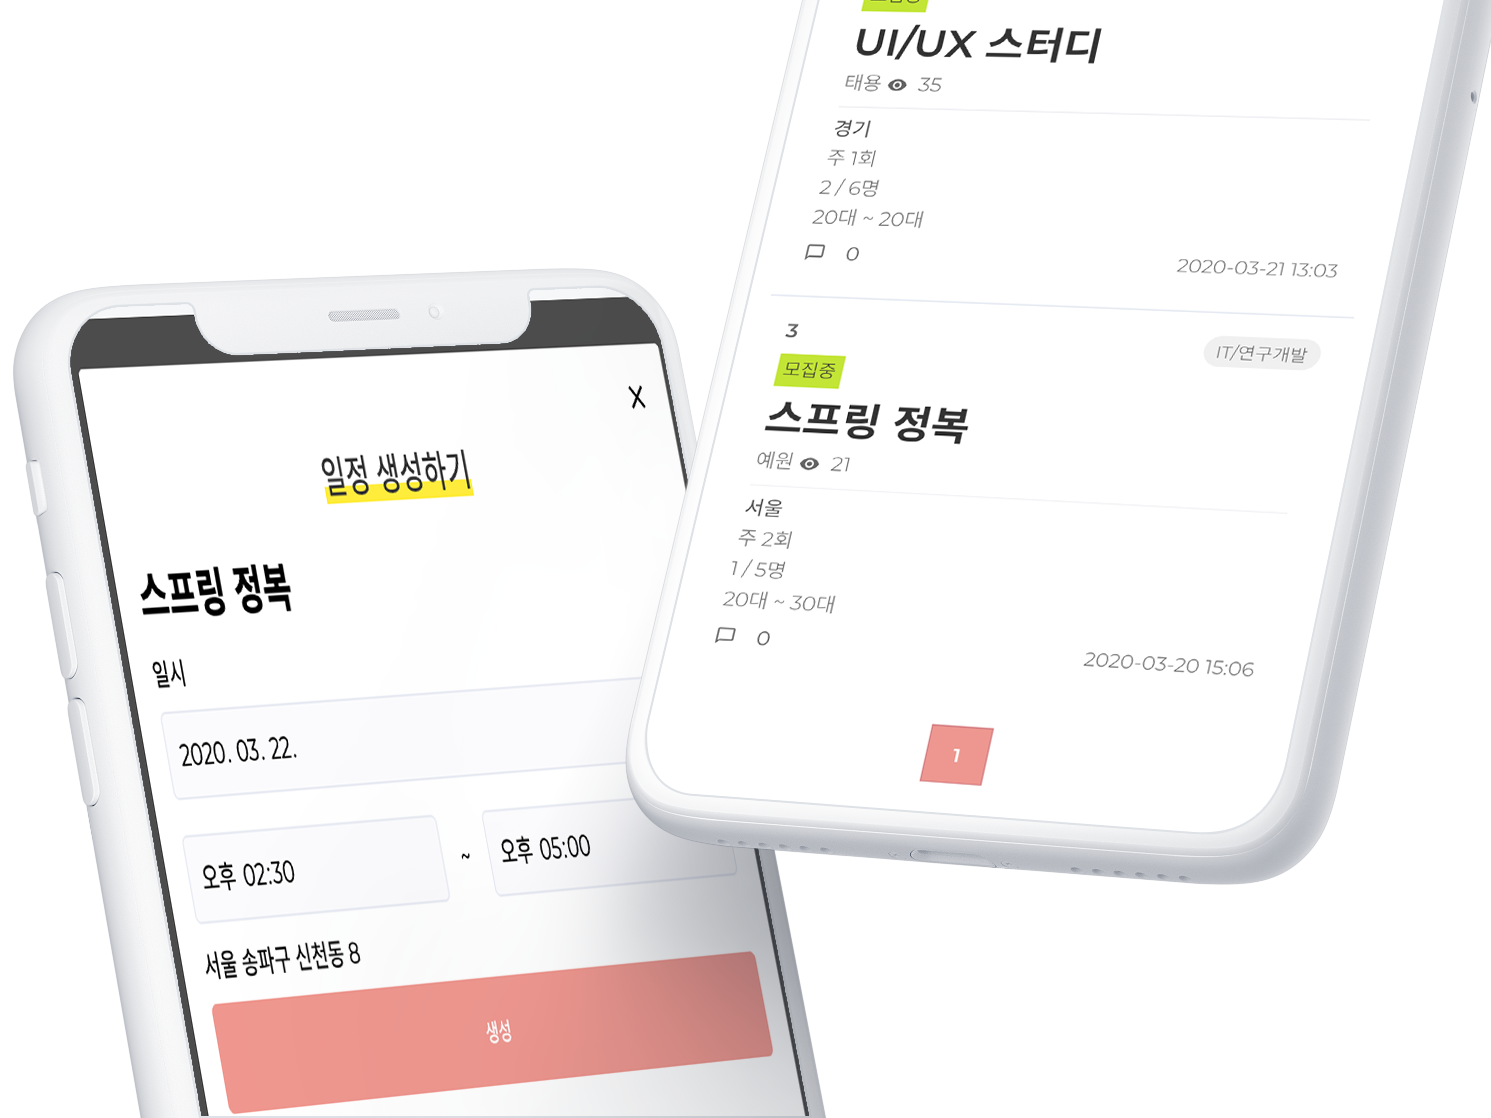 X
일정 생성하기
스프링 정복
일시
2020. 03. 22.
오후 02:30 ~ 오후 05:00
서울 송파구 신천동 8
생성
모집중
UI/UX 스터디
태용 35
경기
주 1회
2 / 6명
20대 ~ 20대
0
2020-03-21 13:03
3
IT/연구개발
모집중
스프링 정복
예원 21
서울
주 2회
1 / 5명
20대 ~ 30대
0
2020-03-20 15:06
1